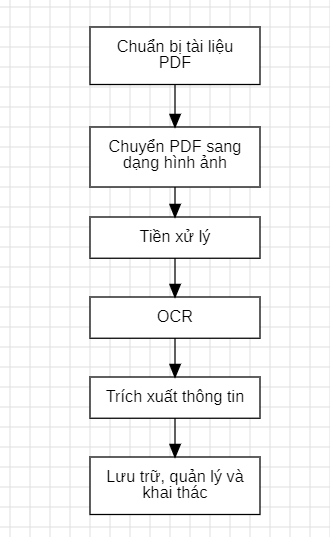 Chuẩn bị tài liệu
PDF
Chuyển PDF sang
dạng hình ảnh
Tiền xử lý
OCR
Trích xuất thông tin
Lưu trữ, quản lý và
khai thác